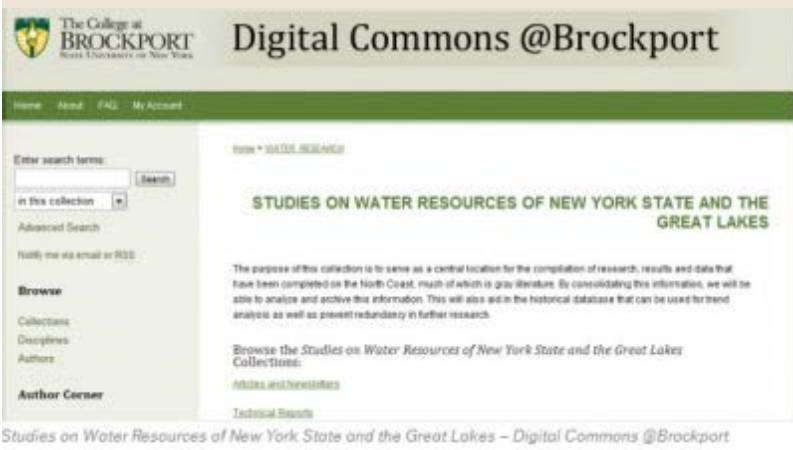 The College at
BROCKPORT
STATE UNIVERSITY OF NEW YORK
Digital Commons @Brockport
Home About FAQ My Account
Home > WATER_RESEARCH
Enter search terms:
Search
in this collection
Advanced Search
Notify me via email or RSS
Browse
Collections
Disciplines
Authors
Author Corner
STUDIES ON WATER RESOURCES OF NEW YORK STATE AND THE
GREAT LAKES
The purpose of this collection is to serve as a central location for the compilation of research, results and data that
have been completed on the North Coast, much of which is gray literature. By consolidating this information, we will be
able to analyze and archive this information. This will also aid in the historical database that can be used for trend
analysis as well as prevent redundancy in further research.
Browse the Studies on Water Resources of New York State and the Great Lakes
Collections:
Articles and Newsletters
Technical Reports
Studies on Water Resources of New York State and the Great Lakes – Digital Commons @Brockport